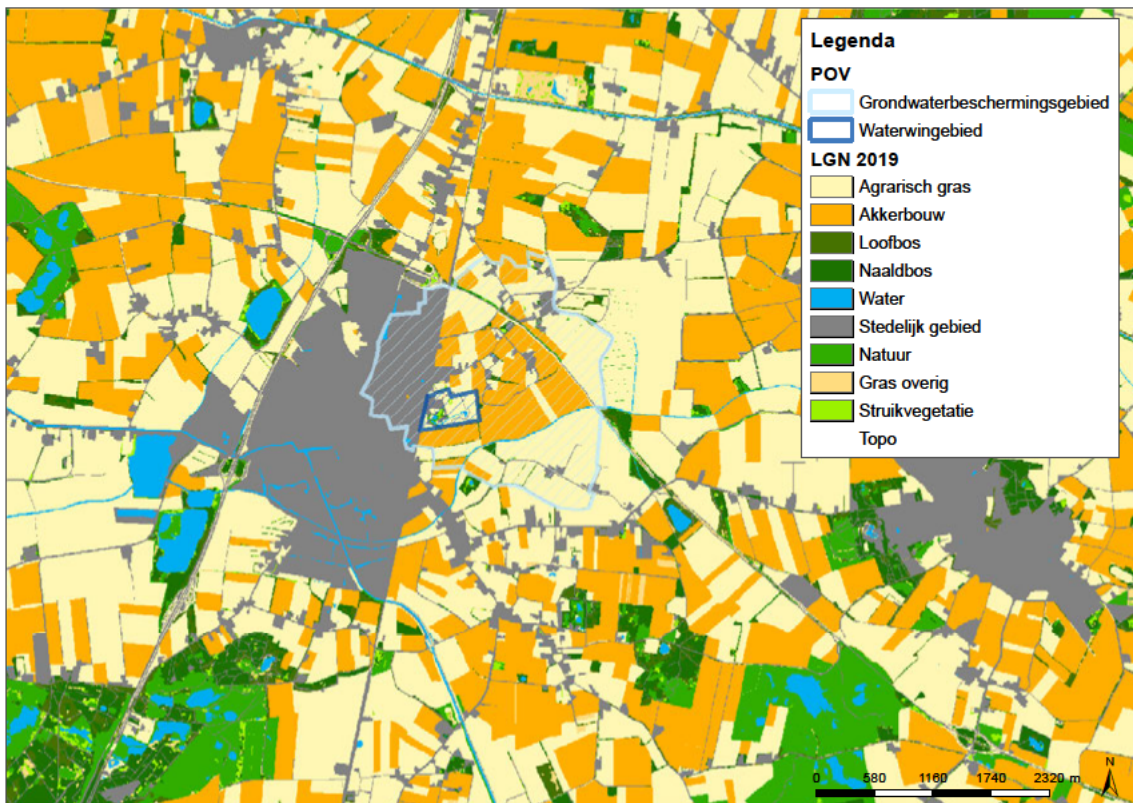 Legenda
POV
Grondwaterbeschermingsgebied
Waterwingebied
LGN 2019
Agrarisch gras
Akkerbouw
Loofbos
Naaldbos
Water
Stedelijk gebied
Natuur
Gras overig
Struikvegetatie
Topo
N
0 580 1160 1740 2320 m